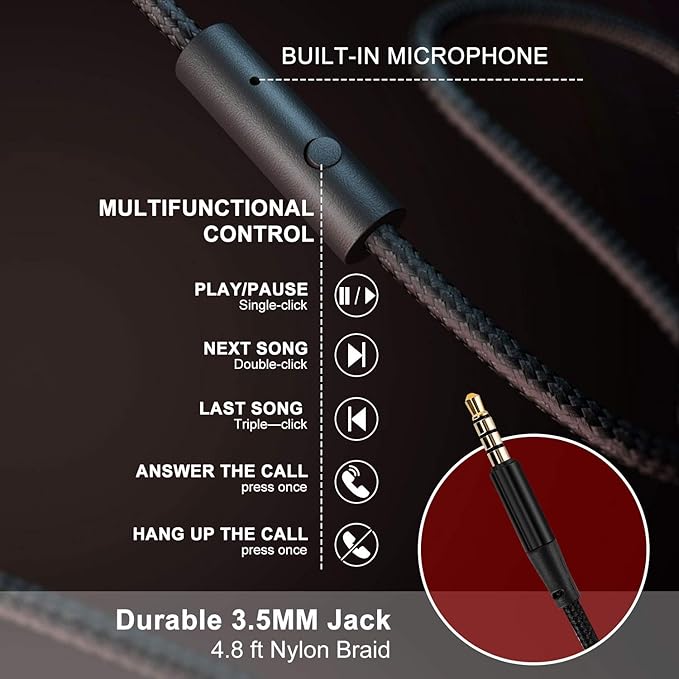 BUILT-IN MICROPHONE
MULTIFUNCTIONAL
CONTROL
PLAY/PAUSE
Single-click
NEXT SONG
Double-click
LAST SONG
Triple—click
ANSWER THE CALL
press once
HANG UP THE CALL
press once
Durable 3.5MM Jack
4.8 ft Nylon Braid